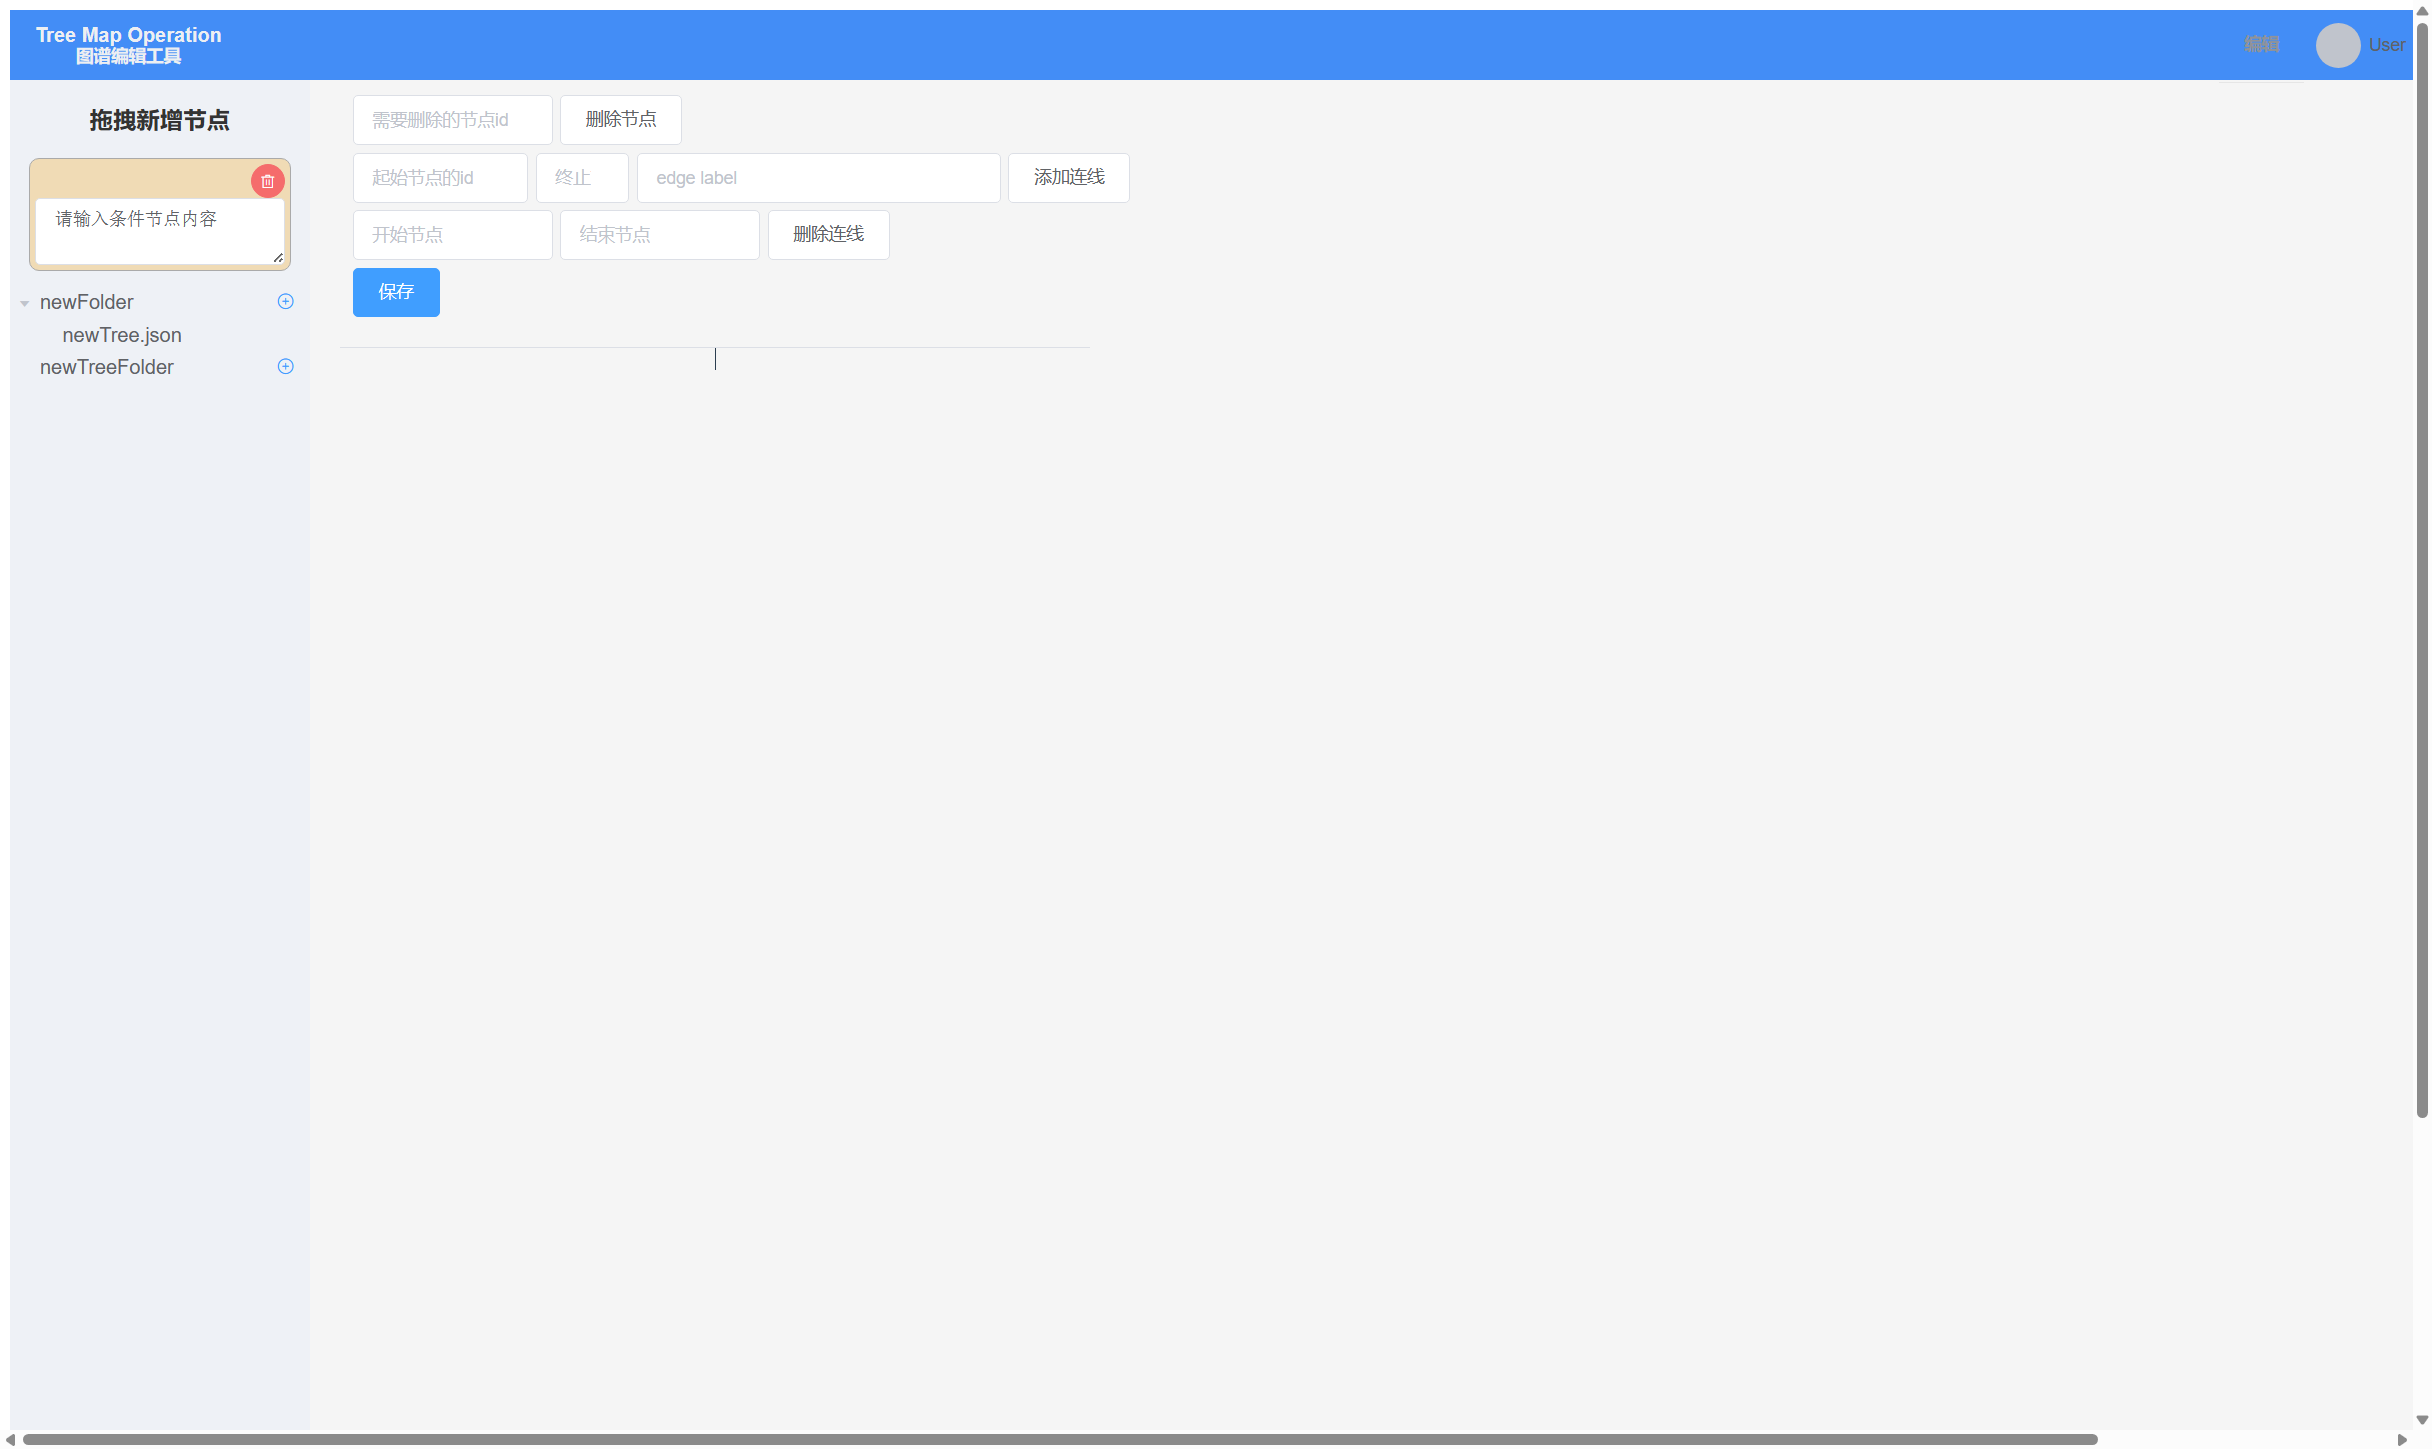 Tree Map Operation
图谱编辑工具
编辑
User
拖拽新增节点
请输入条件节点内容
newFolder
newTree.json
newTreeFolder
需要删除的节点id 删除节点
起始节点的id 终止 edge label 添加连线
开始节点 结束节点 删除连线
保存